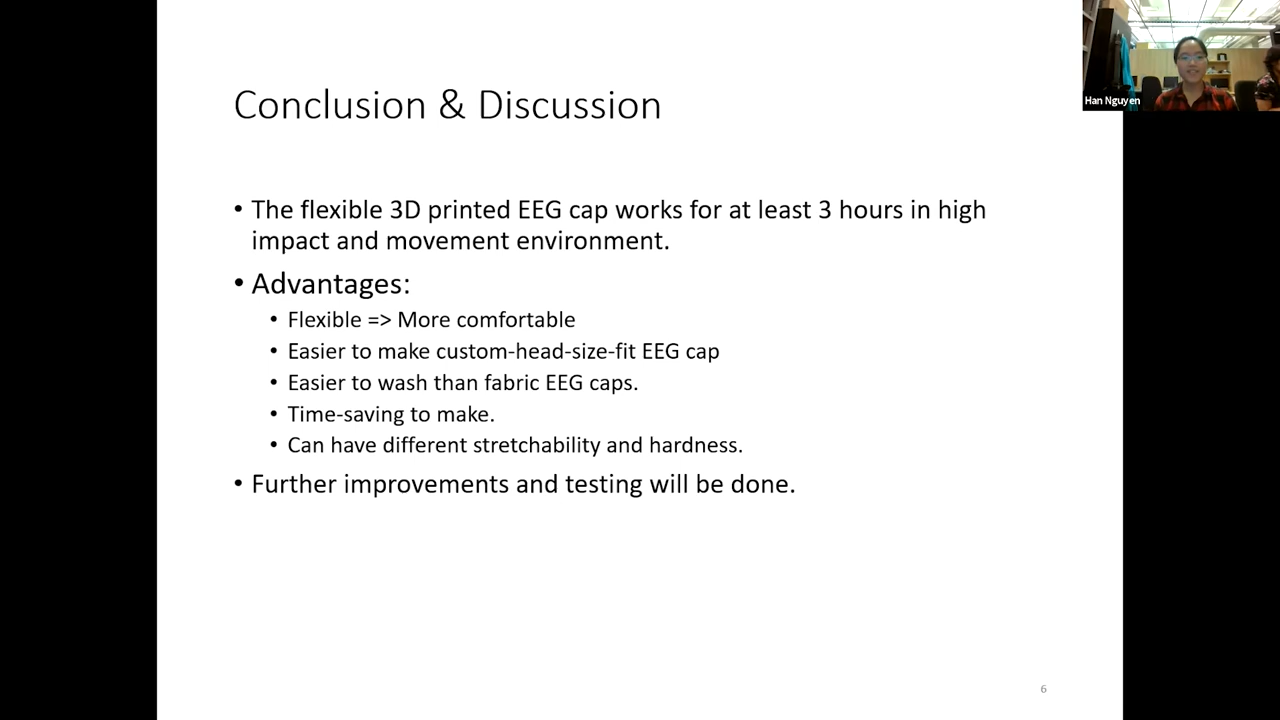 Conclusion & Discussion
Han Nguyen
• The flexible 3D printed EEG cap works for at least 3 hours in high
impact and movement environment.
• Advantages:
• Flexible => More comfortable
• Easier to make custom-head-size-fit EEG cap
• Easier to wash than fabric EEG caps.
• Time-saving to make.
• Can have different stretchability and hardness.
• Further improvements and testing will be done.
6